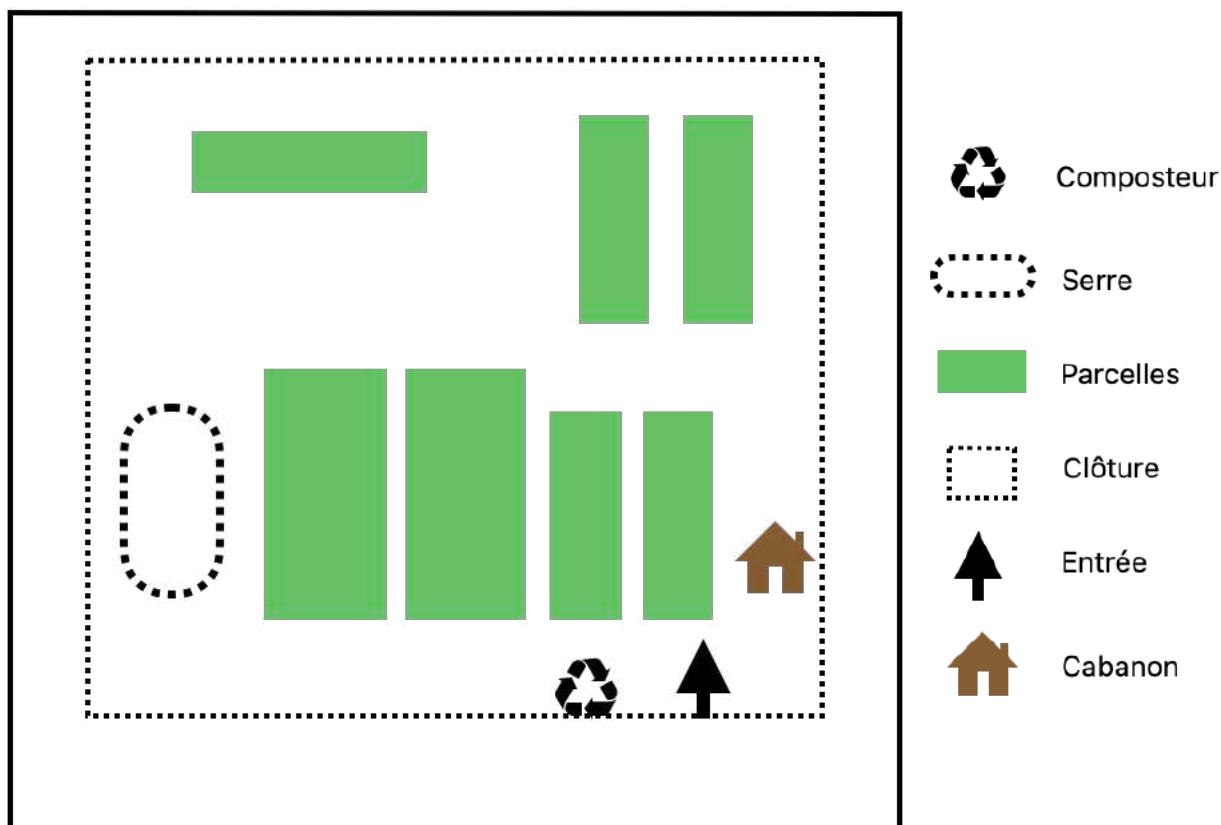 Composteur
Serre
Parcelles
Clôture
Entrée
Cabanon